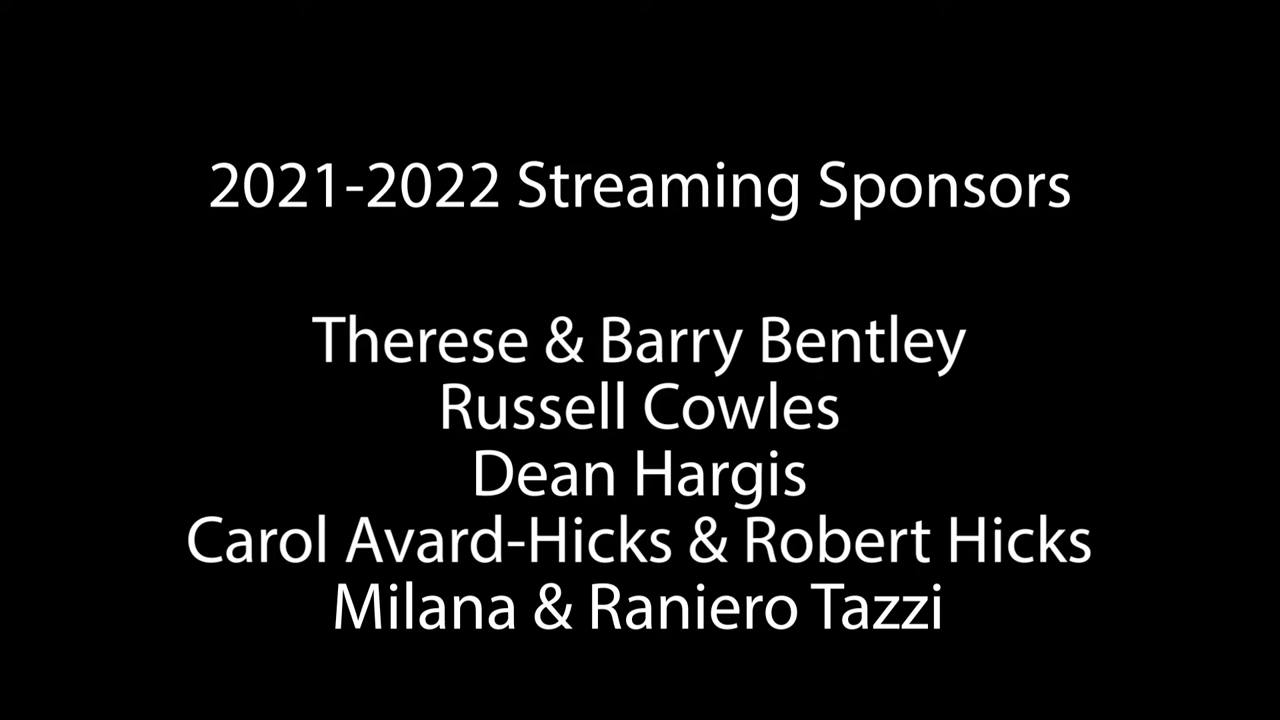 2021-2022 Streaming Sponsors
Therese & Barry Bentley
Russell Cowles
Dean Hargis
Carol Avard-Hicks & Robert Hicks
Milana & Raniero Tazzi